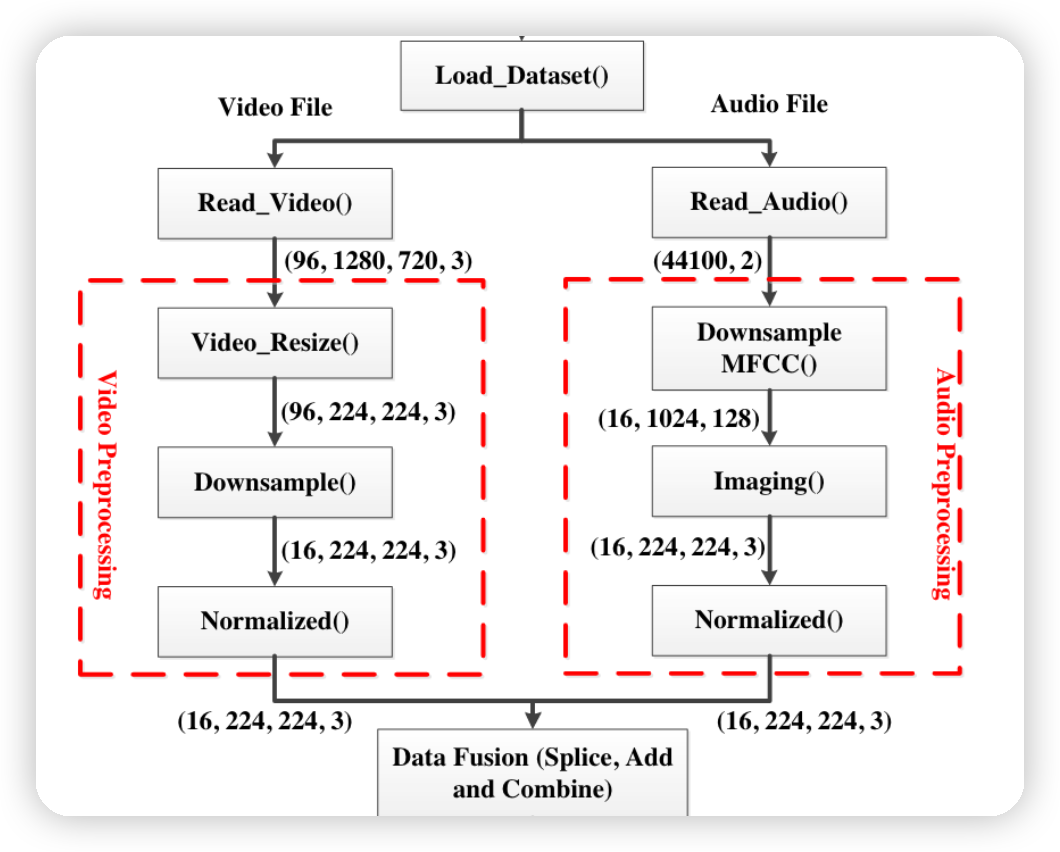 Load_Dataset()
Video File
Audio File
Read_Video()
Read_Audio()
(96, 1280, 720, 3)
(44100, 2)
Video Preprocessing
Video_Resize()
(96, 224, 224, 3)
Downsample()
(16, 224, 224, 3)
Normalized()
(16, 224, 224, 3)
Downsample
MFCC()
(16, 1024, 128)
Imaging()
(16, 224, 224, 3)
Normalized()
(16, 224, 224, 3)
Audio Preprocessing
Data Fusion (Splice, Add
and Combine)